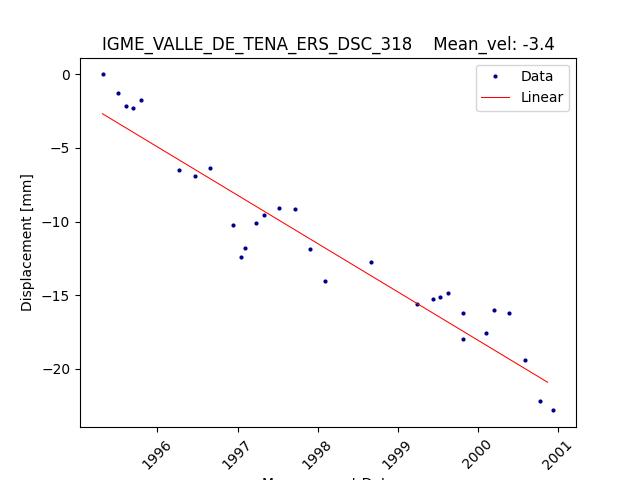 IGME_VALLE_DE_TENA_ERS_DSC_318 Mean_vel: -3.4
Data
Linear
Displacement [mm]
0
−5
−10
−15
−20
1996
1997
1998
1999
2000
2001